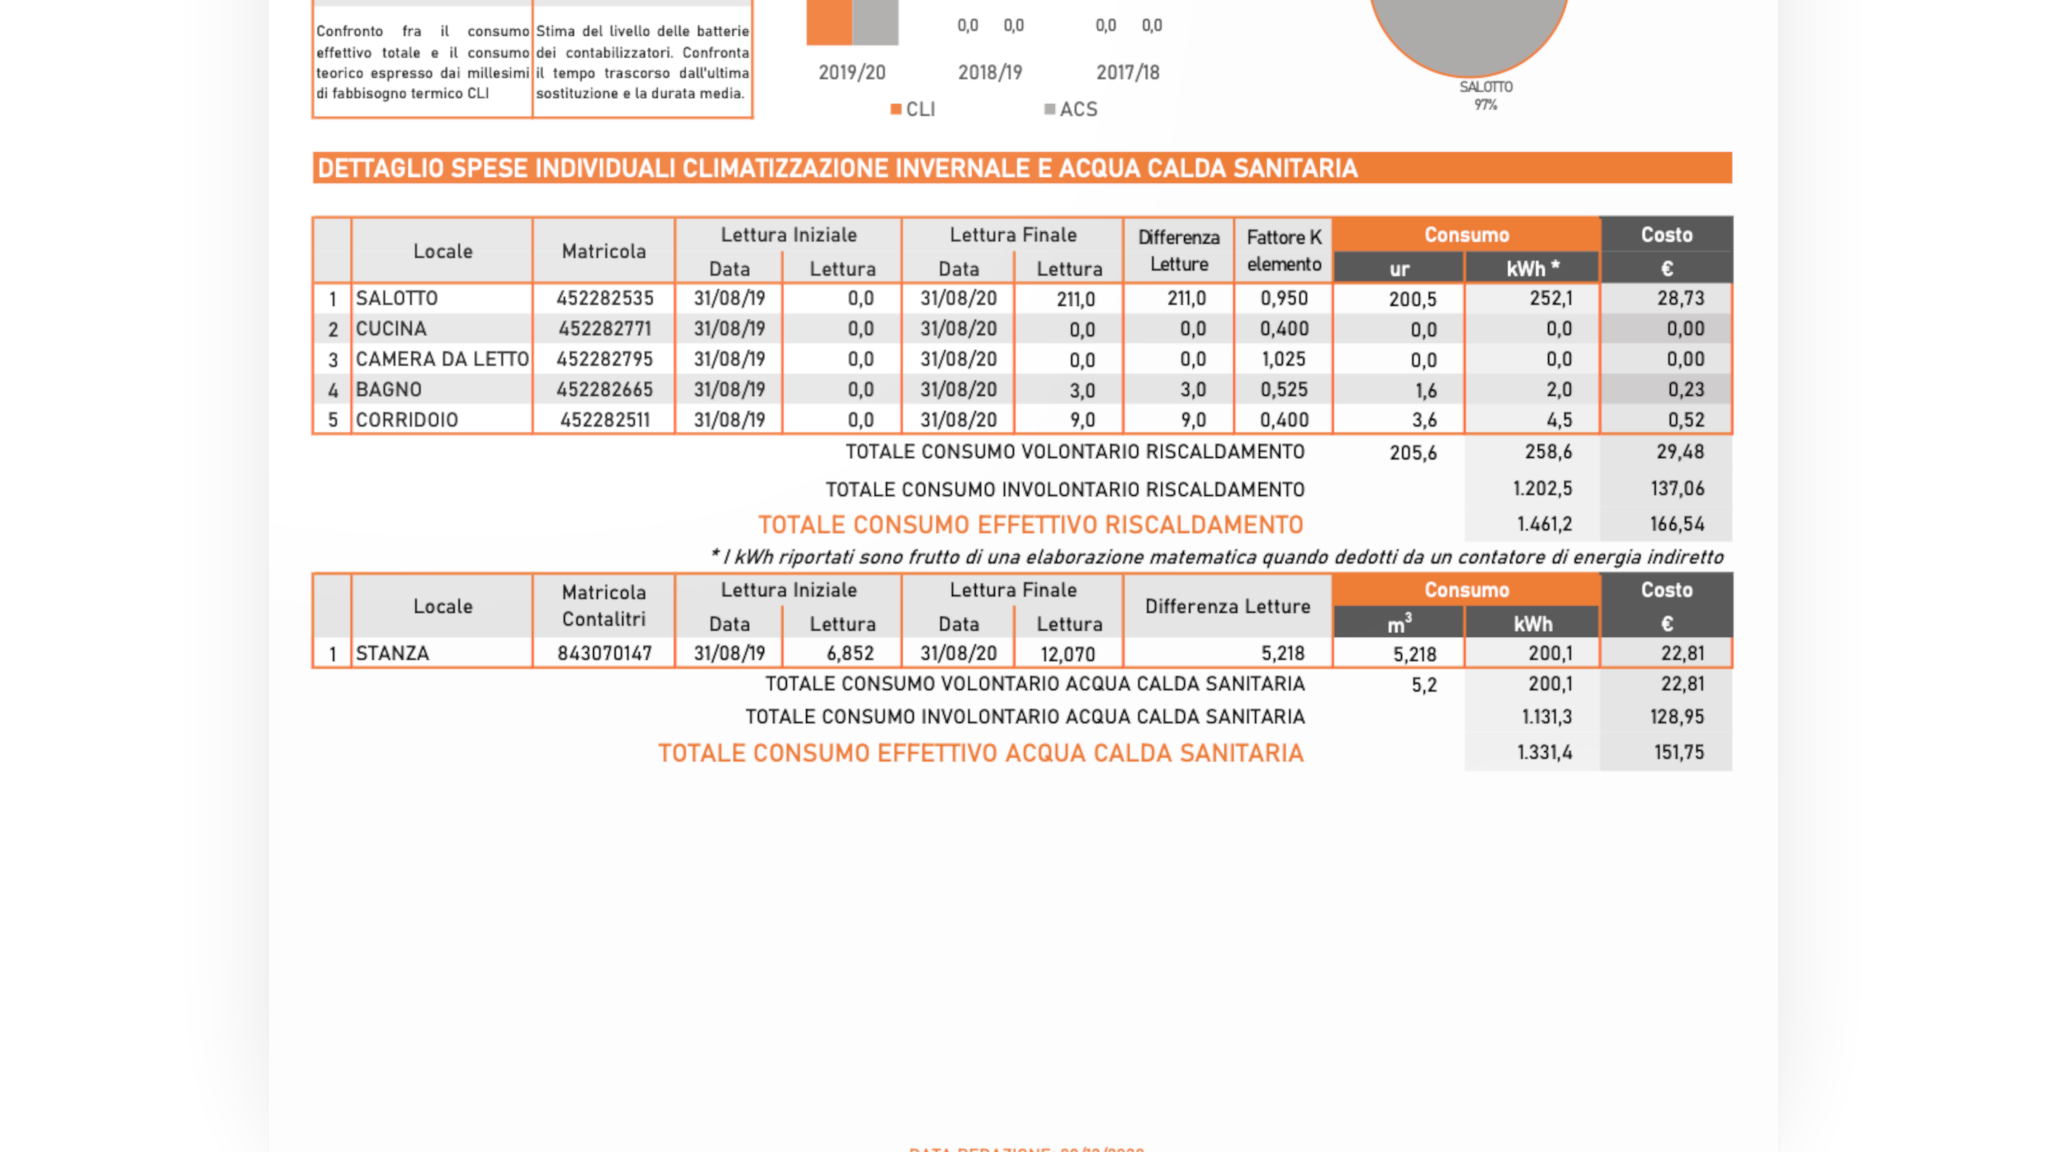 Confronto fra il consumo
effettivo totale e il consumo
teorico espresso dai millesimi
di fabbisogno termico CLI
Stima del livello delle batterie
dei contabilizzatori. Confronta
il tempo trascorso dall'ultima
sostituzione e la durata media.
0,0 0,0 0,0 0,0
2019/20 2018/19 2017/18
CLI ACS
SALOTTO
97%
DETTAGLIO SPESE INDIVIDUALI CLIMATIZZAZIONE INVERNALE E ACQUA CALDA SANITARIA
Locale Matricola Lettura Iniziale Lettura Finale Differenza Letture Fattore K elemento Consumo Costo
Data Lettura Data Lettura ur kWh * €
1 SALOTTO 452282535 31/08/19 0,0 31/08/20 211,0 211,0 0,950 200,5 252,1 28,73
2 CUCINA 452282771 31/08/19 0,0 31/08/20 0,0 0,0 0,400 0,0 0,0 0,00
3 CAMERA DA LETTO 452282795 31/08/19 0,0 31/08/20 0,0 0,0 1,025 0,0 0,0 0,00
4 BAGNO 452282665 31/08/19 0,0 31/08/20 3,0 3,0 0,525 1,6 2,0 0,23
5 CORRIDOIO 452282511 31/08/19 0,0 31/08/20 9,0 9,0 0,400 3,6 4,5 0,52
TOTALE CONSUMO VOLONTARIO RISCALDAMENTO 205,6 258,6 29,48
TOTALE CONSUMO INVOLONTARIO RISCALDAMENTO 1.202,5 137,06
TOTALE CONSUMO EFFETTIVO RISCALDAMENTO 1.461,2 166,54
* I kWh riportati sono frutto di una elaborazione matematica quando dedotti da un contatore di energia indiretto
Locale Matricola Contalitri Lettura Iniziale Lettura Finale Differenza Letture Consumo Costo
Data Lettura Data Lettura m³ kWh €
1 STANZA 843070147 31/08/19 6,852 31/08/20 12,070 5,218 5,218 200,1 22,81
TOTALE CONSUMO VOLONTARIO ACQUA CALDA SANITARIA 5,2 200,1 22,81
TOTALE CONSUMO INVOLONTARIO ACQUA CALDA SANITARIA 1.131,3 128,95
TOTALE CONSUMO EFFETTIVO ACQUA CALDA SANITARIA 1.331,4 151,75